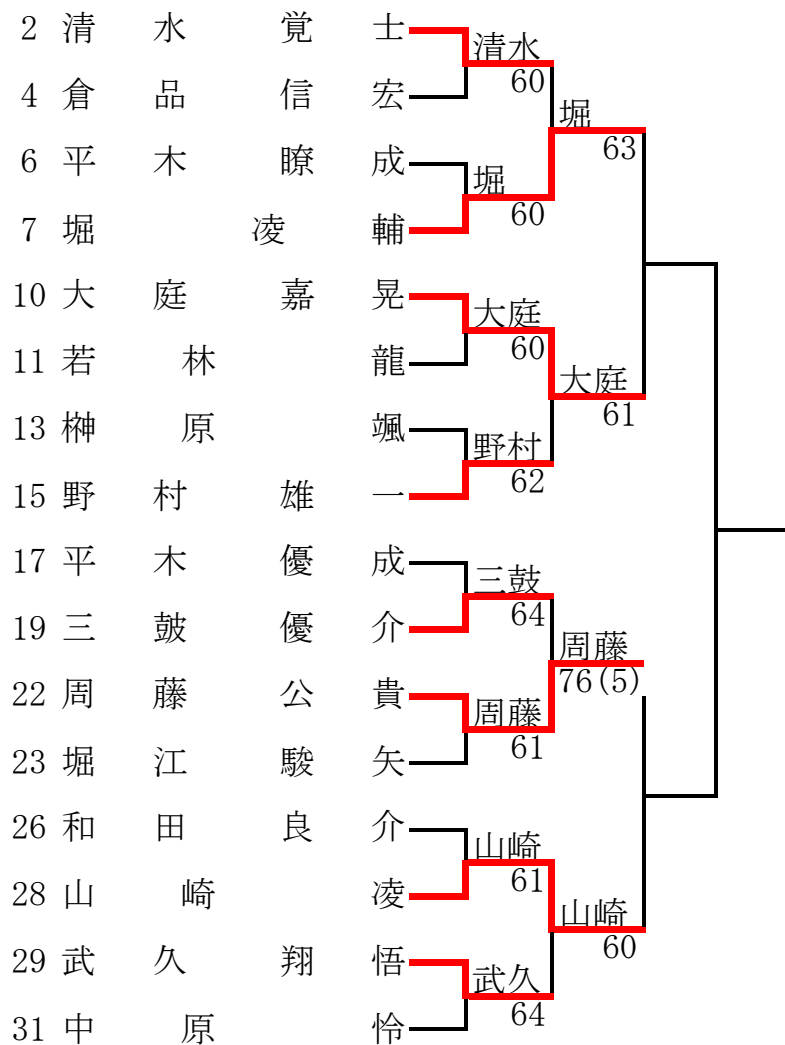 2 清水覚士
清水
60
4 倉品信宏
堀
63
6 平木瞭成
堀
60
7 堀凌輔
10 大庭嘉晃
大庭
60
11 若林龍
大庭
61
13 榊原颯
野村
62
15 野村雄一
17 平木優成
三鼓
64
19 三皷優介
周藤
76(5)
22 周藤公貴
周藤
61
23 堀江駿矢
26 和田良介
山崎
61
28 山崎凌
山崎
60
29 武久翔悟
武久
64
31 中原怜